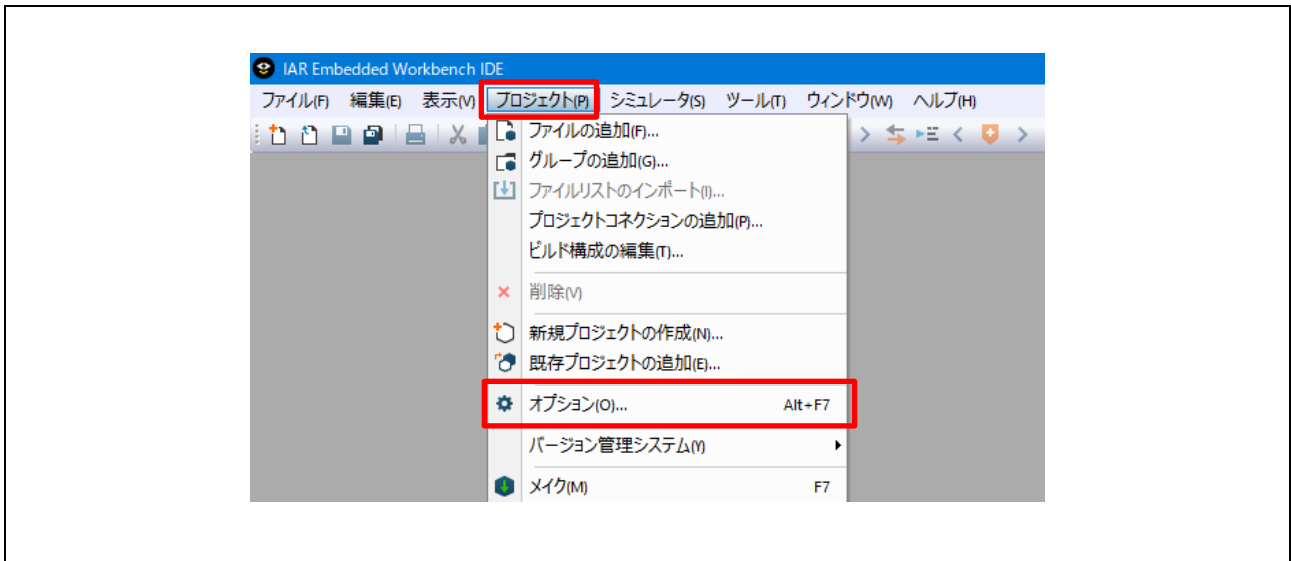 IAR Embedded Workbench IDE
ファイル(F) 編集(E) 表示(V) プロジェクト(P) シミュレータ(S) ツール(T) ウィンドウ(W) ヘルプ(H)
ファイルの追加(F)...
グループの追加(G)...
ファイルリストのインポート(I)...
プロジェクトコネクションの追加(P)...
ビルド構成の編集(T)...
削除(V)
新規プロジェクトの作成(N)...
既存プロジェクトの追加(E)...
オプション(O)... Alt+F7
バージョン管理システム(Y)
メイク(M) F7